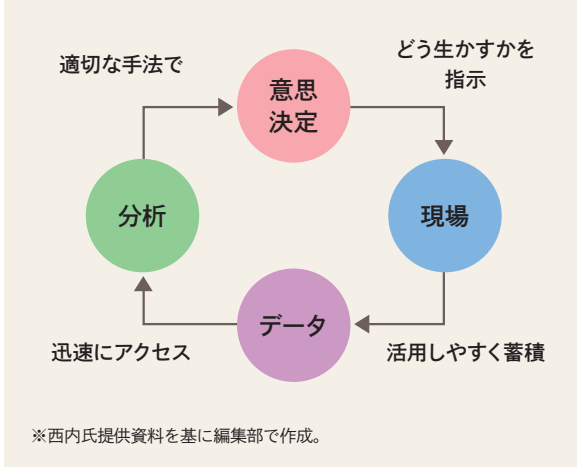 適切な手法で
意思
決定
どう生かすかを
指示
分析
現場
データ
迅速にアクセス
活用しやすく蓄積
※西内氏提供資料を基に編集部で作成。